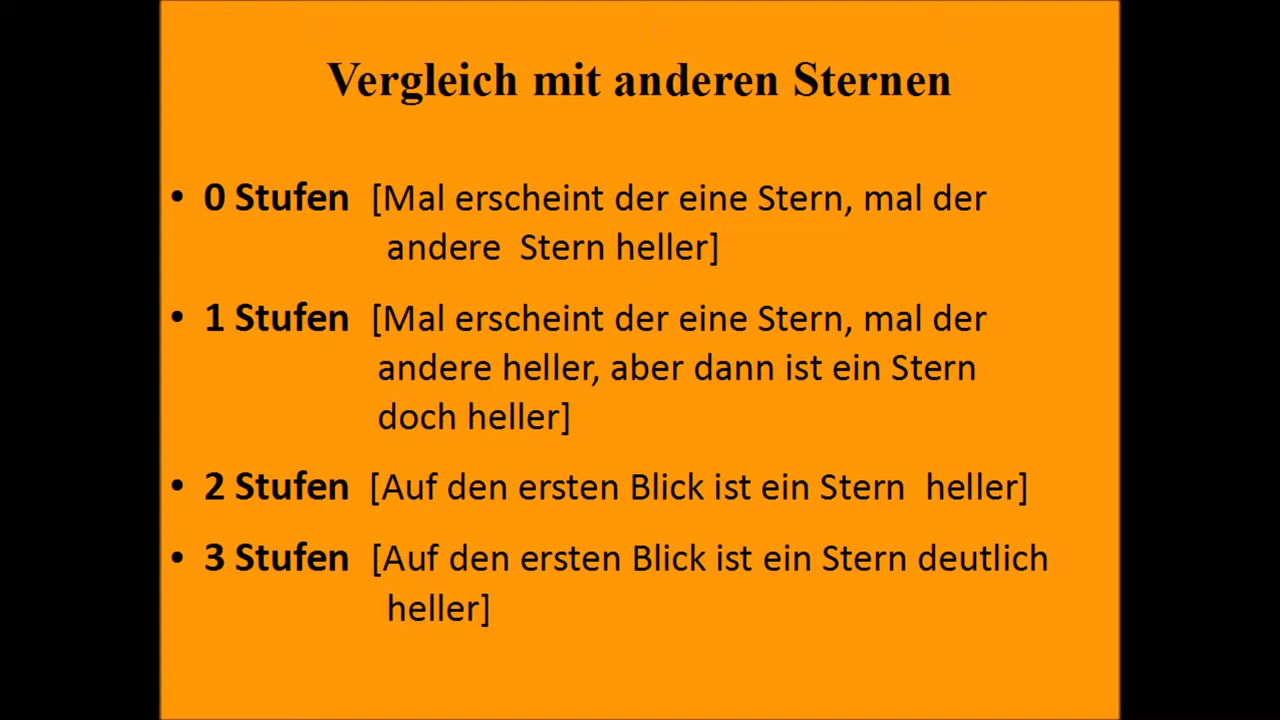 Vergleich mit anderen Sternen
• 0 Stufen [Mal erscheint der eine Stern, mal der
andere Stern heller]
• 1 Stufen [Mal erscheint der eine Stern, mal der
andere heller, aber dann ist ein Stern
doch heller]
• 2 Stufen [Auf den ersten Blick ist ein Stern heller]
• 3 Stufen [Auf den ersten Blick ist ein Stern deutlich
heller]